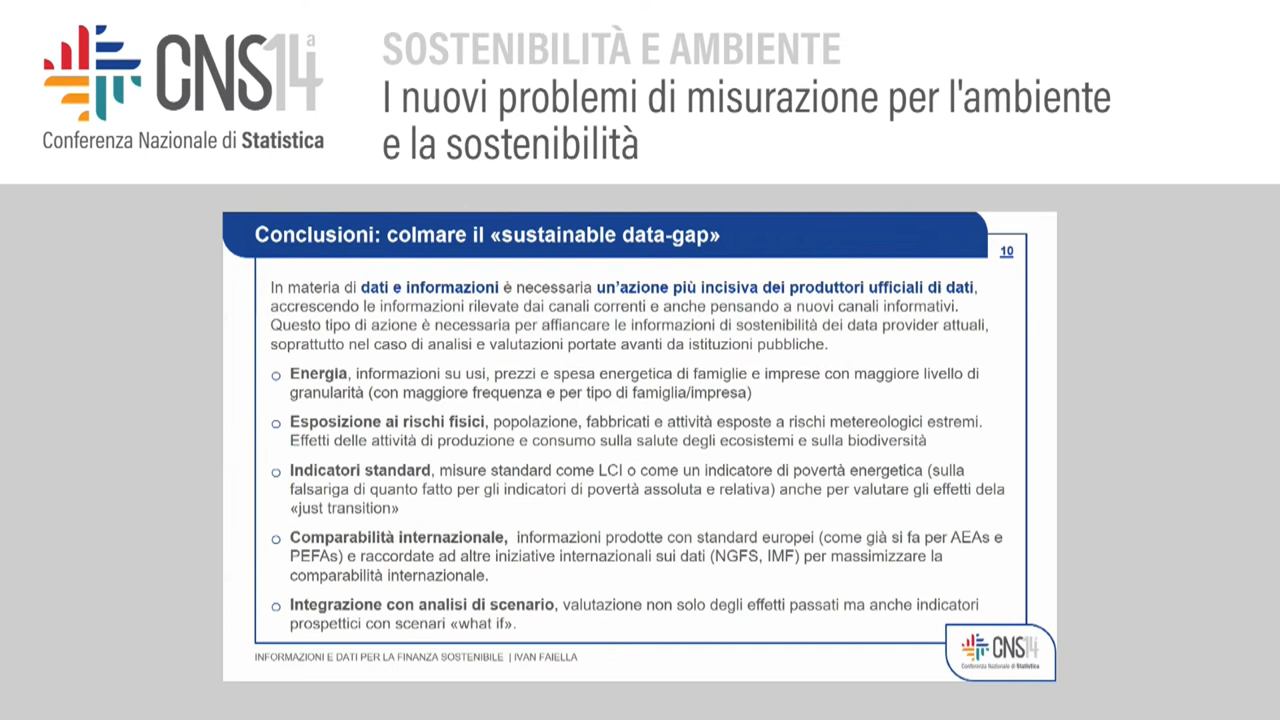 CNS14ª
Conferenza Nazionale di Statistica
SOSTENIBILITÀ E AMBIENTE
I nuovi problemi di misurazione per l'ambiente
e la sostenibilità
Conclusioni: colmare il «sustainable data-gap»
10
In materia di dati e informazioni è necessaria un'azione più incisiva dei produttori ufficiali di dati,
accrescendo le informazioni rilevate dai canali correnti e anche pensando a nuovi canali informativi.
Questo tipo di azione è necessaria per affiancare le informazioni di sostenibilità dei data provider attuali,
soprattutto nel caso di analisi e valutazioni portate avanti da istituzioni pubbliche.
Energia, informazioni su usi, prezzi e spesa energetica di famiglie e imprese con maggiore livello di
granularità (con maggiore frequenza e per tipo di famiglia/impresa)
Esposizione ai rischi fisici, popolazione, fabbricati e attività esposte a rischi metereologici estremi.
Effetti delle attività di produzione e consumo sulla salute degli ecosistemi e sulla biodiversità
Indicatori standard, misure standard come LCI o come un indicatore di povertà energetica (sulla
falsariga di quanto fatto per gli indicatori di povertà assoluta e relativa) anche per valutare gli effetti dela
«just transition»
Comparabilità internazionale, informazioni prodotte con standard europei (come già si fa per AEAs e
PEFAs) e raccordate ad altre iniziative internazionali sui dati (NGFS, IMF) per massimizzare la
comparabilità internazionale.
Integrazione con analisi di scenario, valutazione non solo degli effetti passati ma anche indicatori
prospettici con scenari «what if».
INFORMAZIONI E DATI PER LA FINANZA SOSTENIBILE | IVAN FAIELLA
CNS14
Conferenza Nazionale di Statistica